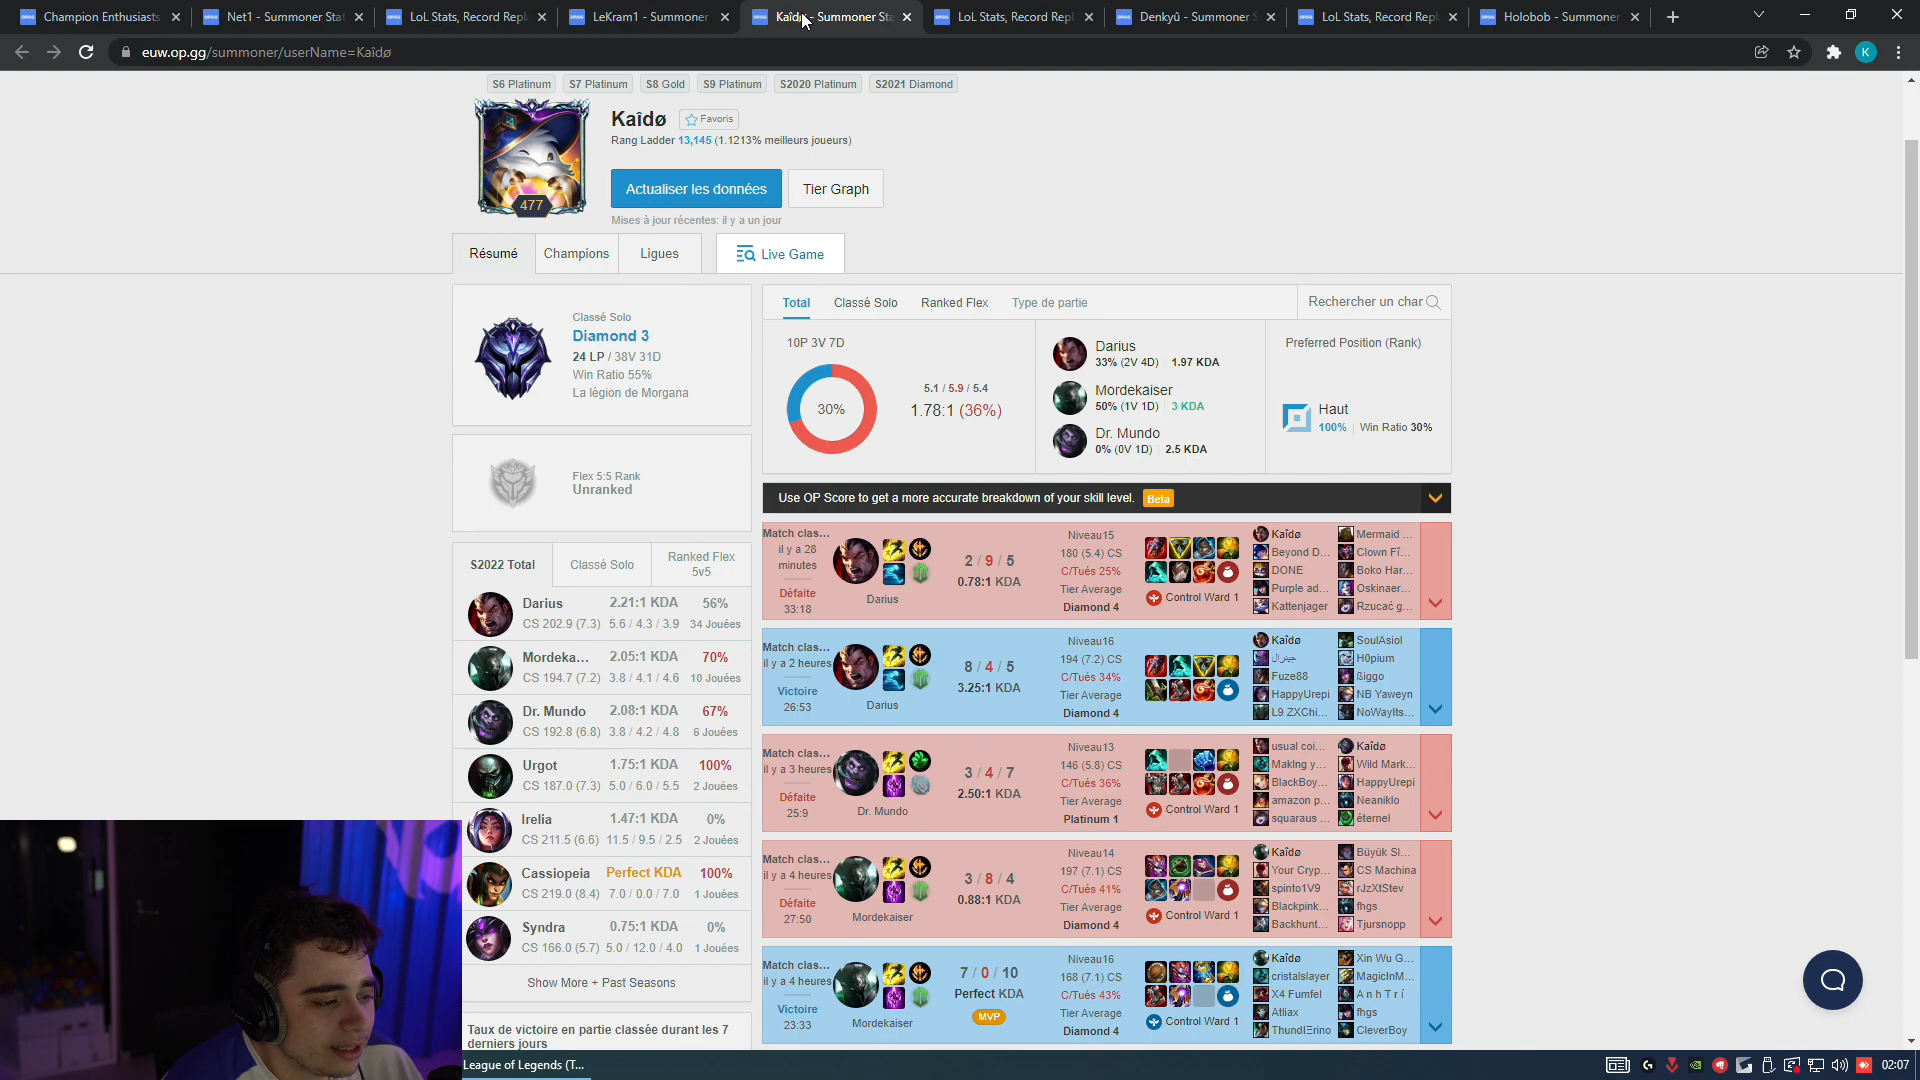 Champion Enthusiasts
Net1 - Summoner Stat
LoL Stats, Record Repl
LeKram1 - Summoner
Kaîdø - Summoner Sta
LoL Stats, Record Repl
Denkyû - Summoner S
LoL Stats, Record Repl
Holobob - Summoner
euw.op.gg/summoner/userName=Kaîdø
K
S6 Platinum S7 Platinum S8 Gold S9 Platinum S2020 Platinum S2021 Diamond
Kaîdø Favoris
Rang Ladder 13,145 (1.1213% meilleurs joueurs)
Actualiser les données Tier Graph
477
Mises à jour récentes: il y a un jour
Résumé Champions Ligues Live Game
Classé Solo
Diamond 3
24 LP / 38V 31D
Win Ratio 55%
La légion de Morgana
Flex 5:5 Rank
Unranked
S2022 Total Classé Solo Ranked Flex 5v5
Darius 2.21:1 KDA 56%
CS 202.9 (7.3) 5.6 / 4.3 / 3.9 34 Jouées
Mordeka... 2.05:1 KDA 70%
CS 194.7 (7.2) 3.8 / 4.1 / 4.6 10 Jouées
Dr. Mundo 2.08:1 KDA 67%
CS 192.8 (6.8) 3.8 / 4.2 / 4.8 6 Jouées
Urgot 1.75:1 KDA 100%
CS 187.0 (7.3) 5.0 / 6.0 / 5.5 2 Jouées
Irelia 1.47:1 KDA 0%
CS 211.5 (6.6) 11.5 / 9.5 / 2.5 2 Jouées
Cassiopeia Perfect KDA 100%
CS 219.0 (8.4) 7.0 / 0.0 / 7.0 1 Jouées
Syndra 0.75:1 KDA 0%
CS 166.0 (5.7) 5.0 / 12.0 / 4.0 1 Jouées
Show More + Past Seasons
Taux de victoire en partie classée durant les 7
derniers jours
Total Classé Solo Ranked Flex Type de partie Rechercher un char
10P 3V 7D
30%
5.1 / 5.9 / 5.4
1.78:1 (36%)
Darius
33% (2V 4D) 1.97 KDA
Mordekaiser
50% (1V 1D) 3 KDA
Dr. Mundo
0% (0V 1D) 2.5 KDA
Preferred Position (Rank)
Haut
100% Win Ratio 30%
Use OP Score to get a more accurate breakdown of your skill level. Beta
Match clas...
il y a 28
minutes
Défaite
33:18
Darius
2 / 9 / 5
0.78:1 KDA
Niveau15
180 (5.4) CS
C/Tués 25%
Tier Average
Diamond 4
Control Ward 1
Kaîdø Mermaid ...
Beyond D... Clown Fî...
DONE Boko Har...
Purple ad... Oskinaer...
Kattenjager Rzucać g...
Match clas...
il y a 2 heures
Victoire
26:53
Darius
8 / 4 / 5
3.25:1 KDA
Niveau16
194 (7.2) CS
C/Tués 34%
Tier Average
Diamond 4
Kaîdø SoulAsiol
H0pium
Fuze88 ßiggo
HappyUrepi NB Yaweyn
L9 ZXChi... NoWayIts...
Match clas...
il y a 3 heures
Défaite
25:9
Dr. Mundo
3 / 4 / 7
2.50:1 KDA
Niveau13
146 (5.8) CS
C/Tués 36%
Tier Average
Platinum 1
Control Ward 1
usual coi... Kaîdø
Making y... Wild Mark...
BlackBoy... HappyUrepi
amazon p... Neaniklo
squaraus ... éternel
Match clas...
il y a 4 heures
Défaite
27:50
Mordekaiser
3 / 8 / 4
0.88:1 KDA
Niveau14
197 (7.1) CS
C/Tués 41%
Tier Average
Diamond 4
Control Ward 1
Kaîdø Büyük Sl...
Your Cryp... CS Machina
spinto1V9 rJzXtStev
Blackpink... fhgs
Backhunt... Tjursnopp
Match clas...
il y a 4 heures
Victoire
23:33
Mordekaiser
7 / 0 / 10
Perfect KDA
MVP
Niveau16
168 (7.1) CS
C/Tués 43%
Tier Average
Diamond 4
Control Ward 1
Kaîdø Xin Wu G...
cristalslayer MagicInM...
X4 Fumfel A n h T r í
Atliax fhgs
ThundlΞrino CleverBoy
League of Legends (T...
02:07